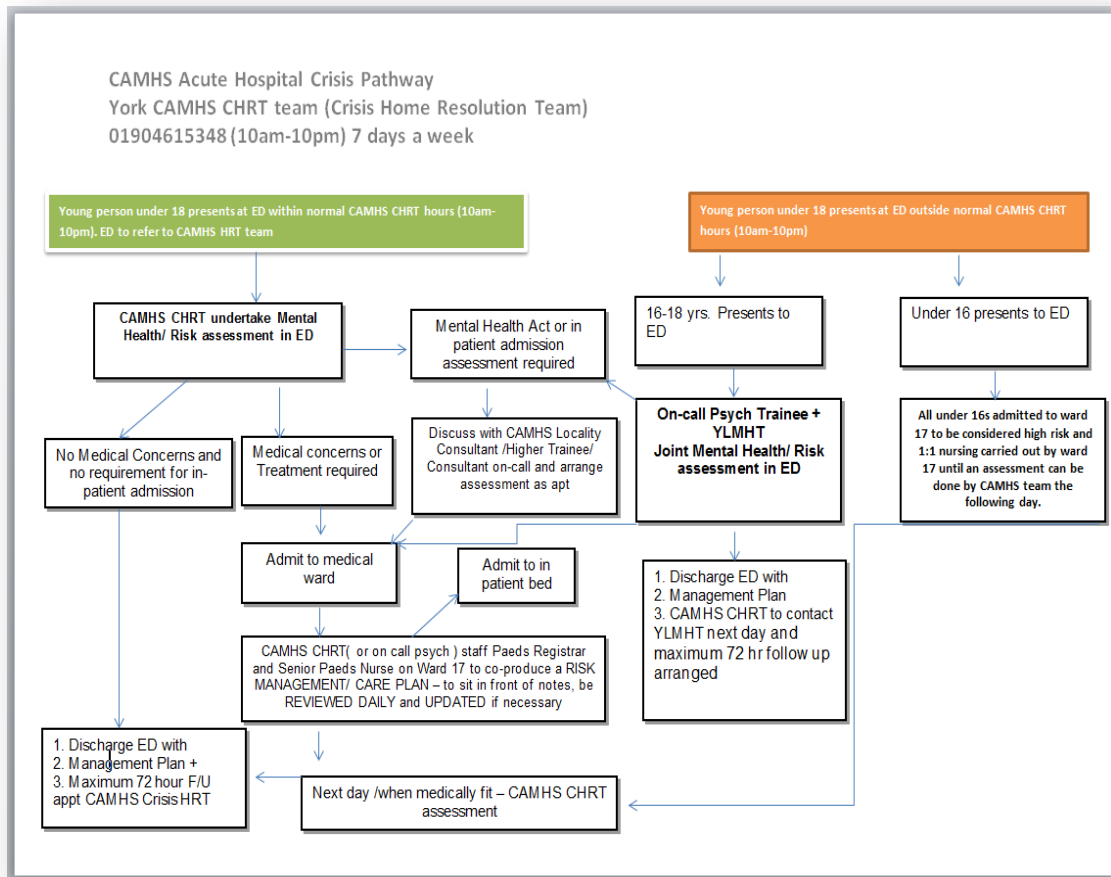 CAMHS Acute Hospital Crisis Pathway
York CAMHS CHRT team (Crisis Home Resolution Team)
01904615348 (10am-10pm) 7 days a week
Young person under 18 presents at ED within normal CAMHS CHRT hours (10am-
10pm). ED to refer to CAMHS HRT team
Young person under 18 presents at ED outside normal CAMHS CHRT
hours (10am-10pm)
CAMHS CHRT undertake Mental
Health/ Risk assessment in ED
Mental Health Act or in
patient admission
assessment required
16-18 yrs. Presents to
ED
Under 16 presents to ED
No Medical Concerns and
no requirement for in-
patient admission
Medical concerns or
Treatment required
Discuss with CAMHS Locality
Consultant /Higher Trainee/
Consultant on-call and arrange
assessment as apt
On-call Psych Trainee +
YLMHT
Joint Mental Health/ Risk
assessment in ED
All under 16s admitted to ward
17 to be considered high risk and
1:1 nursing carried out by ward
17 until an assessment can be
done by CAMHS team the
following day.
Admit to medical
ward
Admit to in
patient bed
1. Discharge ED with
2. Management Plan
3. CAMHS CHRT to contact
YLMHT next day and
maximum 72 hr follow up
arranged
CAMHS CHRT( or on call psych ) staff Paeds Registrar
and Senior Paeds Nurse on Ward 17 to co-produce a RISK
MANAGEMENT/ CARE PLAN – to sit in front of notes, be
REVIEWED DAILY and UPDATED if necessary
1. Discharge ED with
2. Management Plan +
3. Maximum 72 hour F/U
appt CAMHS Crisis HRT
Next day /when medically fit – CAMHS CHRT
assessment